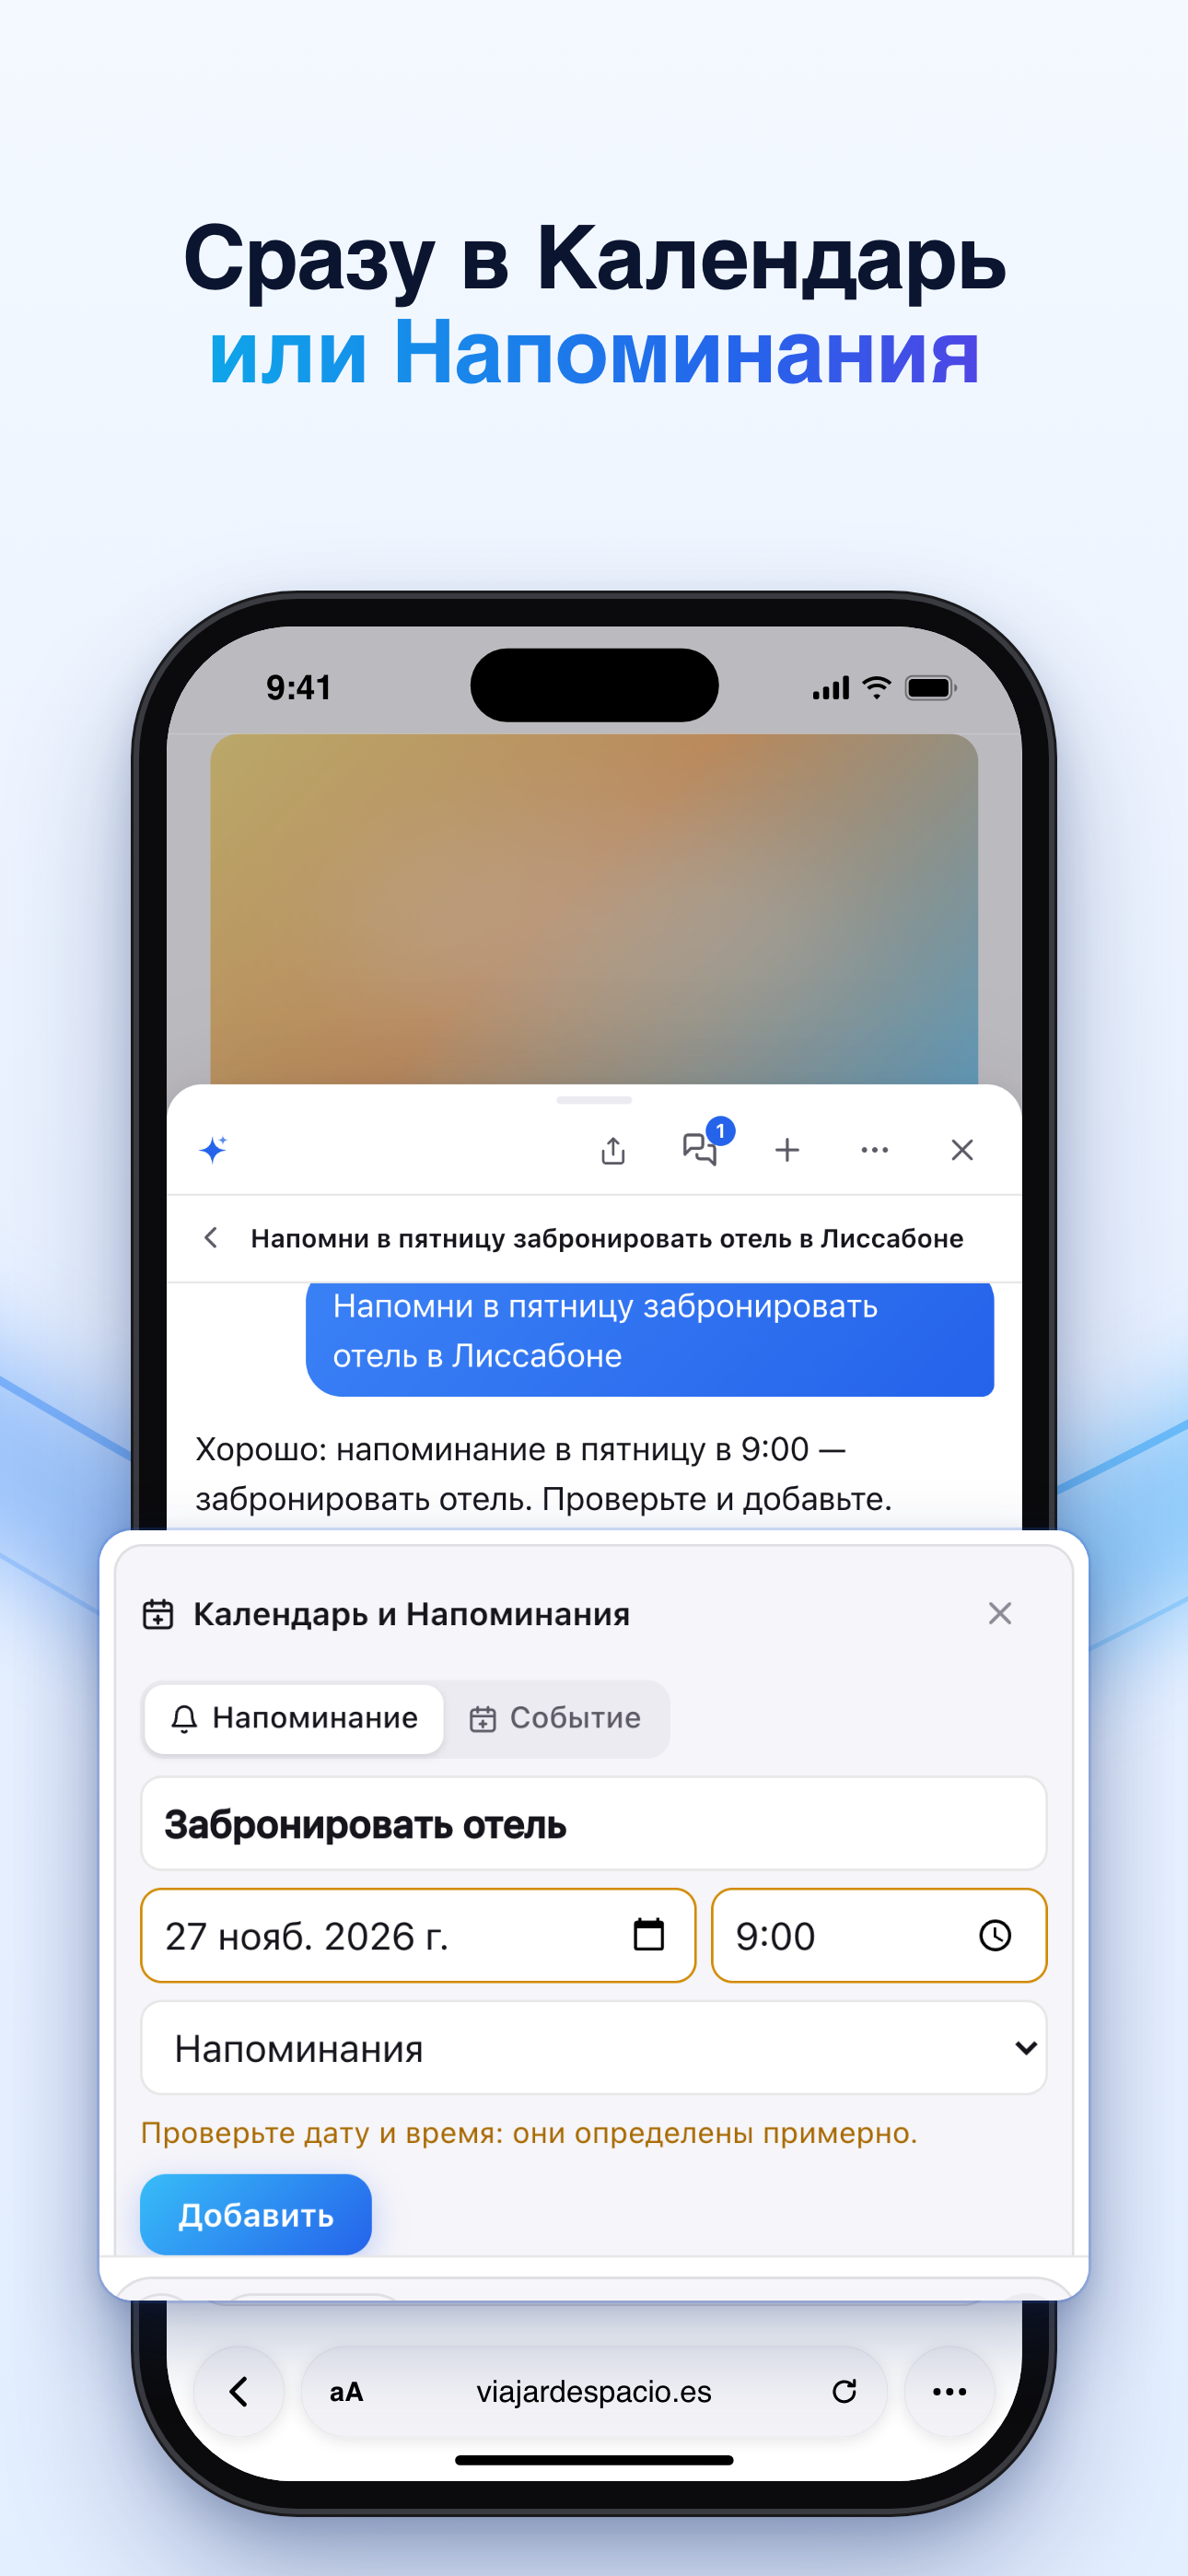 Сразу в Календарь
или Напоминания
9:41
1
Напомни в пятницу забронировать отель в Лиссабоне
Напомни в пятницу забронировать
отель в Лиссабоне
Хорошо: напоминание в пятницу в 9:00 —
забронировать отель. Проверьте и добавьте.
Календарь и Напоминания
Напоминание
Событие
Забронировать отель
27 нояб. 2026 г.
9:00
Напоминания
Проверьте дату и время: они определены примерно.
Добавить
aA
viajardespacio.es